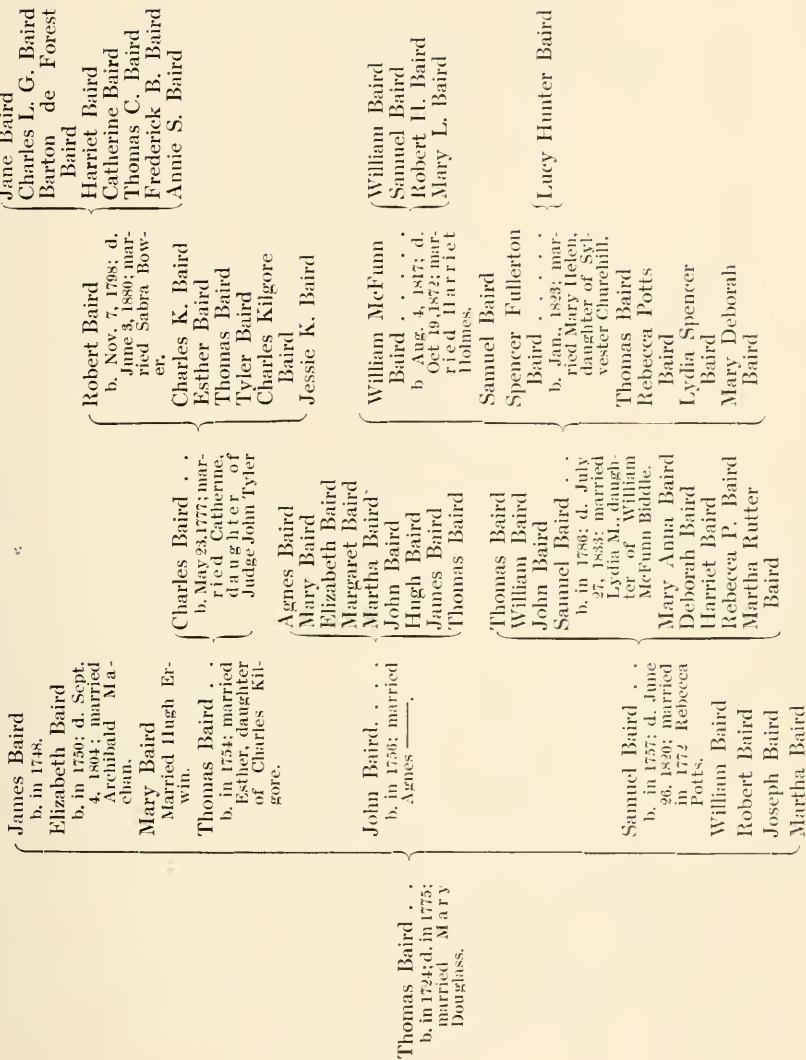 Thomas Baird . .
b. in 1724; d. in 1775;
married Mary
Douglass.
James Baird
b. in 1748.
Elizabeth Baird
b. in 1750; d. Sept.
4, 1804; married
Archibald Ma-
chan.
Mary Baird
Married Hugh Er-
win.
Thomas Baird . .
b. in 1754; married
Esther, daughter
of Charles Kil-
gore.
John Baird. . . .
b. in 1756; married
Agnes ———.
Samuel Baird . .
b. in 1757; d. June
26, 1820; married
in 1772 Rebecca
Potts.
William Baird
Robert Baird
Joseph Baird
Martha Baird
Charles Baird . .
b. May 23, 1777; mar-
ried Catherine,
daughter of
Judge John Tyler
Agnes Baird
Mary Baird
Elizabeth Baird
Margaret Baird
Martha Baird
John Baird
Hugh Baird
James Baird
Thomas Baird
Thomas Baird
William Baird
John Baird
Samuel Baird . .
b. in 1786; d. July
27, 1833; married
Lydia M., daugh-
ter of William
McFunn Biddle.
Mary Anna Baird
Deborah Baird
Harriet Baird
Rebecca P. Baird
Martha Rutter
Baird
Robert Baird
b. Nov. 7, 1798; d.
June 3, 1880; mar-
ried Sabra Bow-
er.
Charles K. Baird
Esther Baird
Thomas Baird
Tyler Baird
Charles Kilgore
Baird
Jessie K. Baird
William McFunn
Baird . . . . .
b Aug. 4, 1817; d.
Oct 19, 1872; mar-
ried Harriet
Holmes.
Samuel Baird
Spencer Fullerton
Baird . . . . .
b. Jan., 1823; mar-
ried Mary Helen,
daughter of Syl-
vester Churchill.
Thomas Baird
Rebecca Potts
Baird
Lydia Spencer
Baird
Mary Deborah
Baird
Jane Baird
Charles L. G. Baird
Barton de Forest
Baird
Harriet Baird
Catherine Baird
Thomas C. Baird
Frederick B. Baird
Annie S. Baird
William Baird
Samuel Baird
Robert H. Baird
Mary L. Baird
Lucy Hunter Baird